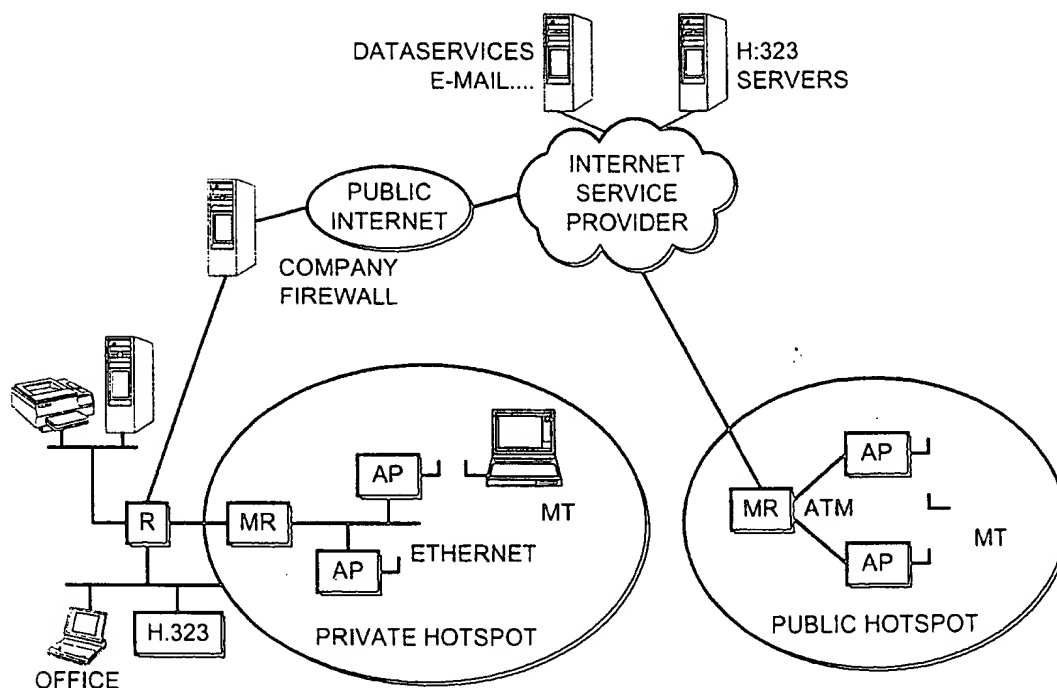 DATASERVICES
E-MAIL....
H:323
SERVERS
INTERNET
SERVICE
PROVIDER
PUBLIC
INTERNET
COMPANY
FIREWALL
AP
MT
R
MR
ETHERNET
AP
H.323
OFFICE
PRIVATE HOTSPOT
AP
MR
ATM
MT
AP
PUBLIC HOTSPOT